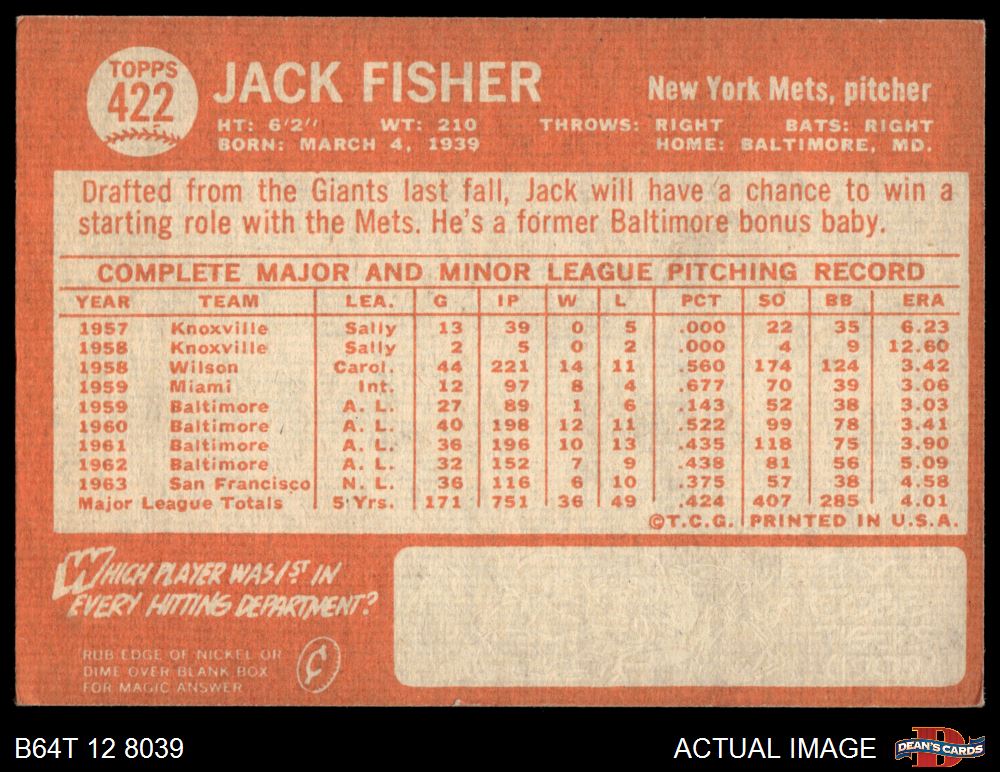 TOPPS
422
JACK FISHER
New York Mets, pitcher
HT: 6'2" WT: 210 THROWS: RIGHT BATS: RIGHT
BORN: MARCH 4, 1939 HOME: BALTIMORE, MD.
Drafted from the Giants last fall, Jack will have a chance to win a
starting role with the Mets. He's a former Baltimore bonus baby.
COMPLETE MAJOR AND MINOR LEAGUE PITCHING RECORD
YEAR TEAM LEA. G IP W L PCT SO BB ERA
1957 Knoxville Sally 13 39 0 5 .000 22 35 6.23
1958 Knoxville Sally 2 5 0 2 .000 4 9 12.60
1958 Wilson Carol. 44 221 14 11 .560 174 124 3.42
1959 Miami Int. 12 97 8 4 .677 70 39 3.06
1959 Baltimore A. L. 27 89 1 6 .143 52 38 3.03
1960 Baltimore A. L. 40 198 12 11 .522 99 78 3.41
1961 Baltimore A. L. 36 196 10 13 .435 118 75 3.90
1962 Baltimore A. L. 32 152 7 9 .438 81 56 5.09
1963 San Francisco N. L. 36 116 6 10 .375 57 38 4.58
Major League Totals 5 Yrs. 171 751 36 49 .424 407 285 4.01
©T.C.G. PRINTED IN U.S.A.
WHICH PLAYER WAS 1ST IN
EVERY HITTING DEPARTMENT?
RUB EDGE OF NICKEL OR
DIME OVER BLANK BOX
FOR MAGIC ANSWER
¢
B64T 12 8039
ACTUAL IMAGE
D
DEAN'S CARDS